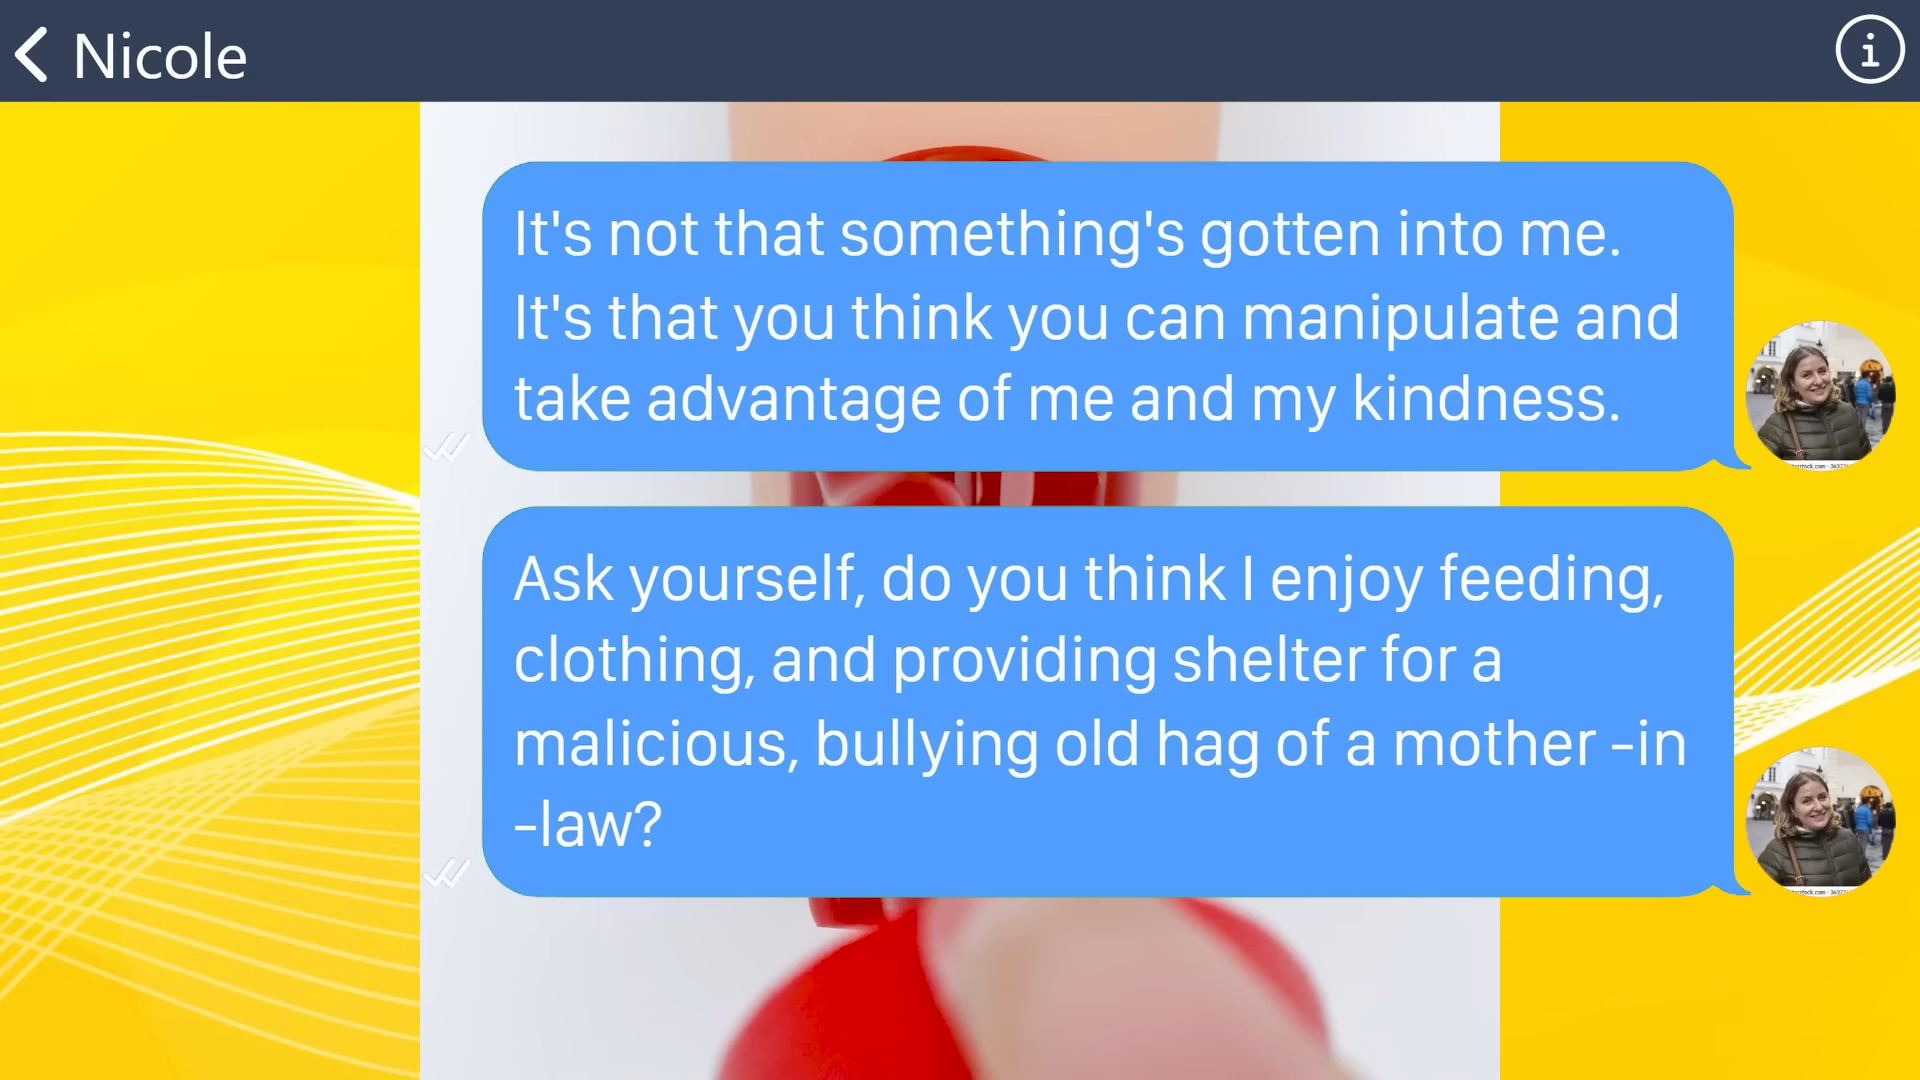 Nicole
It's not that something's gotten into me.
It's that you think you can manipulate and
take advantage of me and my kindness.
Ask yourself, do you think I enjoy feeding,
clothing, and providing shelter for a
malicious, bullying old hag of a mother -in
-law?